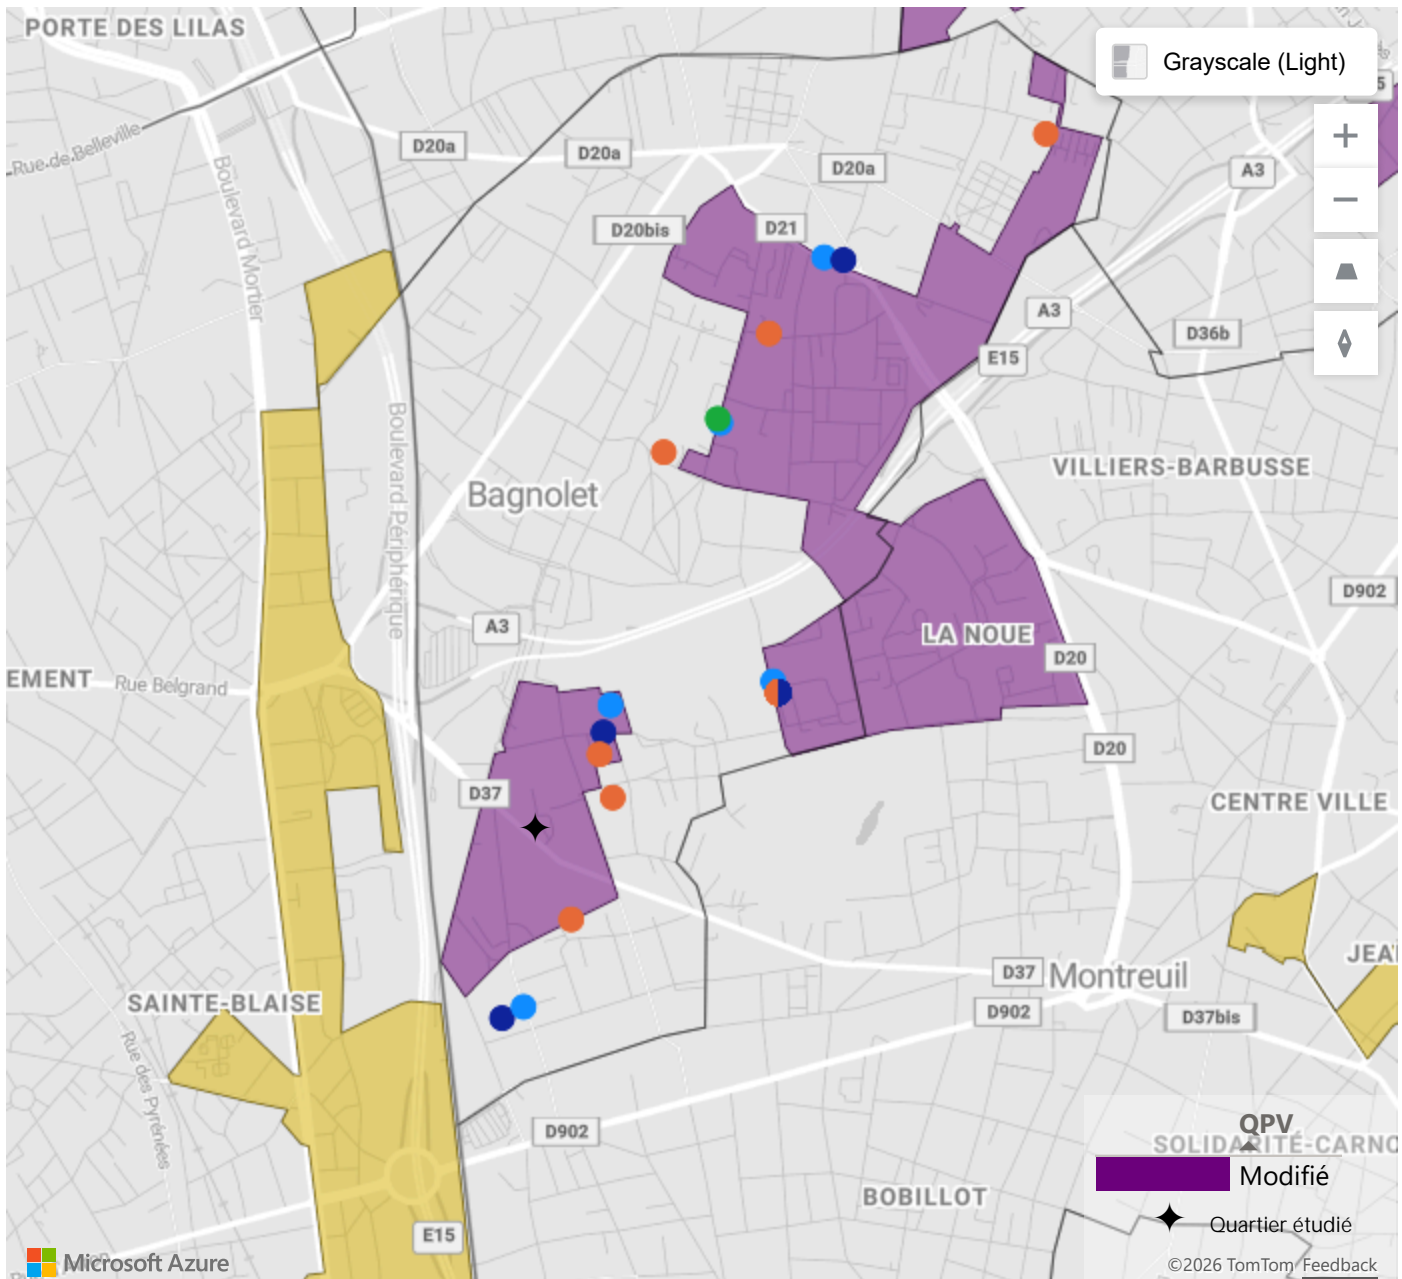 PORTE DES LILAS
Grayscale (Light)
Rue de Belleville
D20a
D20a
D20a
A3
Boulevard Mortier
D20bis
D21
A3
D36b
E15
Boulevard Périphérique
VILLIERS-BARBUSSE
Bagnolet
D902
A3
LA NOUE
D20
EMENT
Rue Belgrand
D20
D37
CENTRE VILLE
JEA
D37
Montreuil
SAINTE-BLAISE
D902
D37bis
Rue des Pyrénées
D902
QPV
SOLIDARITÉ-CARNO
Modifié
BOBILLOT
Quartier étudié
E15
Microsoft Azure
©2026 TomTom Feedback